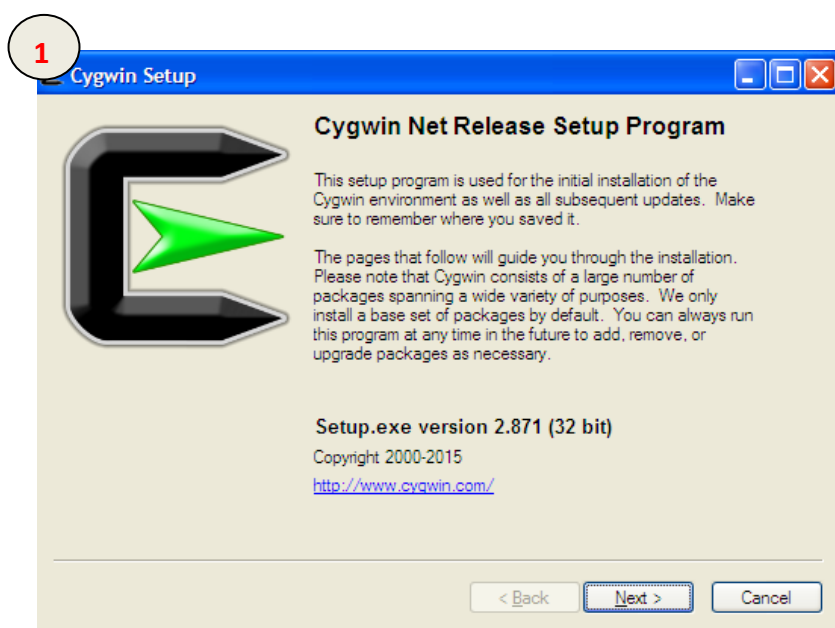 1
Cygwin Setup
Cygwin Net Release Setup Program
This setup program is used for the initial installation of the
Cygwin environment as well as all subsequent updates.  Make
sure to remember where you saved it.
The pages that follow will guide you through the installation.
Please note that Cygwin consists of a large number of
packages spanning a wide variety of purposes.  We only
install a base set of packages by default.  You can always run
this program at any time in the future to add, remove, or
upgrade packages as necessary.
Setup.exe version 2.871 (32 bit)
Copyright 2000-2015
http://www.cygwin.com/
< Back
Next >
Cancel